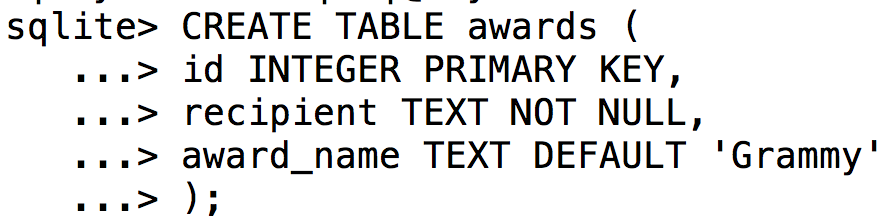 sqlite> CREATE TABLE awards (
...> id INTEGER PRIMARY KEY,
...> recipient TEXT NOT NULL,
...> award_name TEXT DEFAULT 'Grammy'
...> );